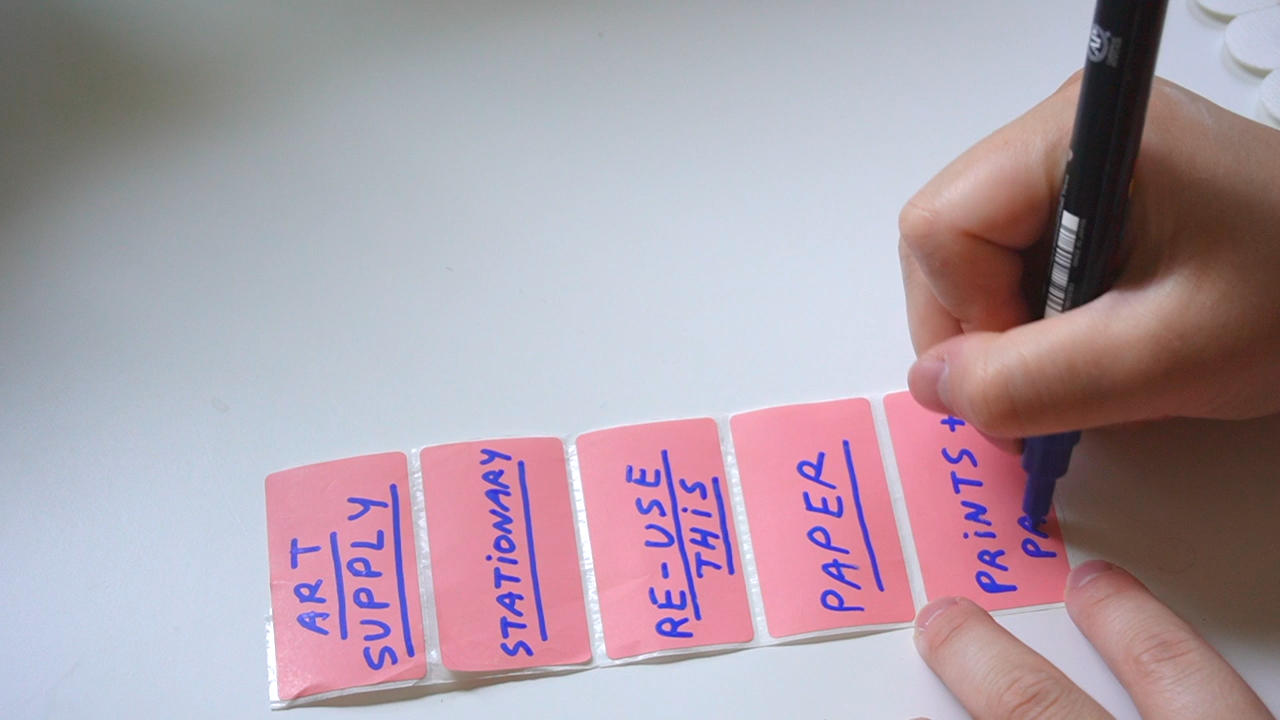 ART
SUPPLY
STATiONARY
RE-USE
THiS
PAPER
PRiNTS +